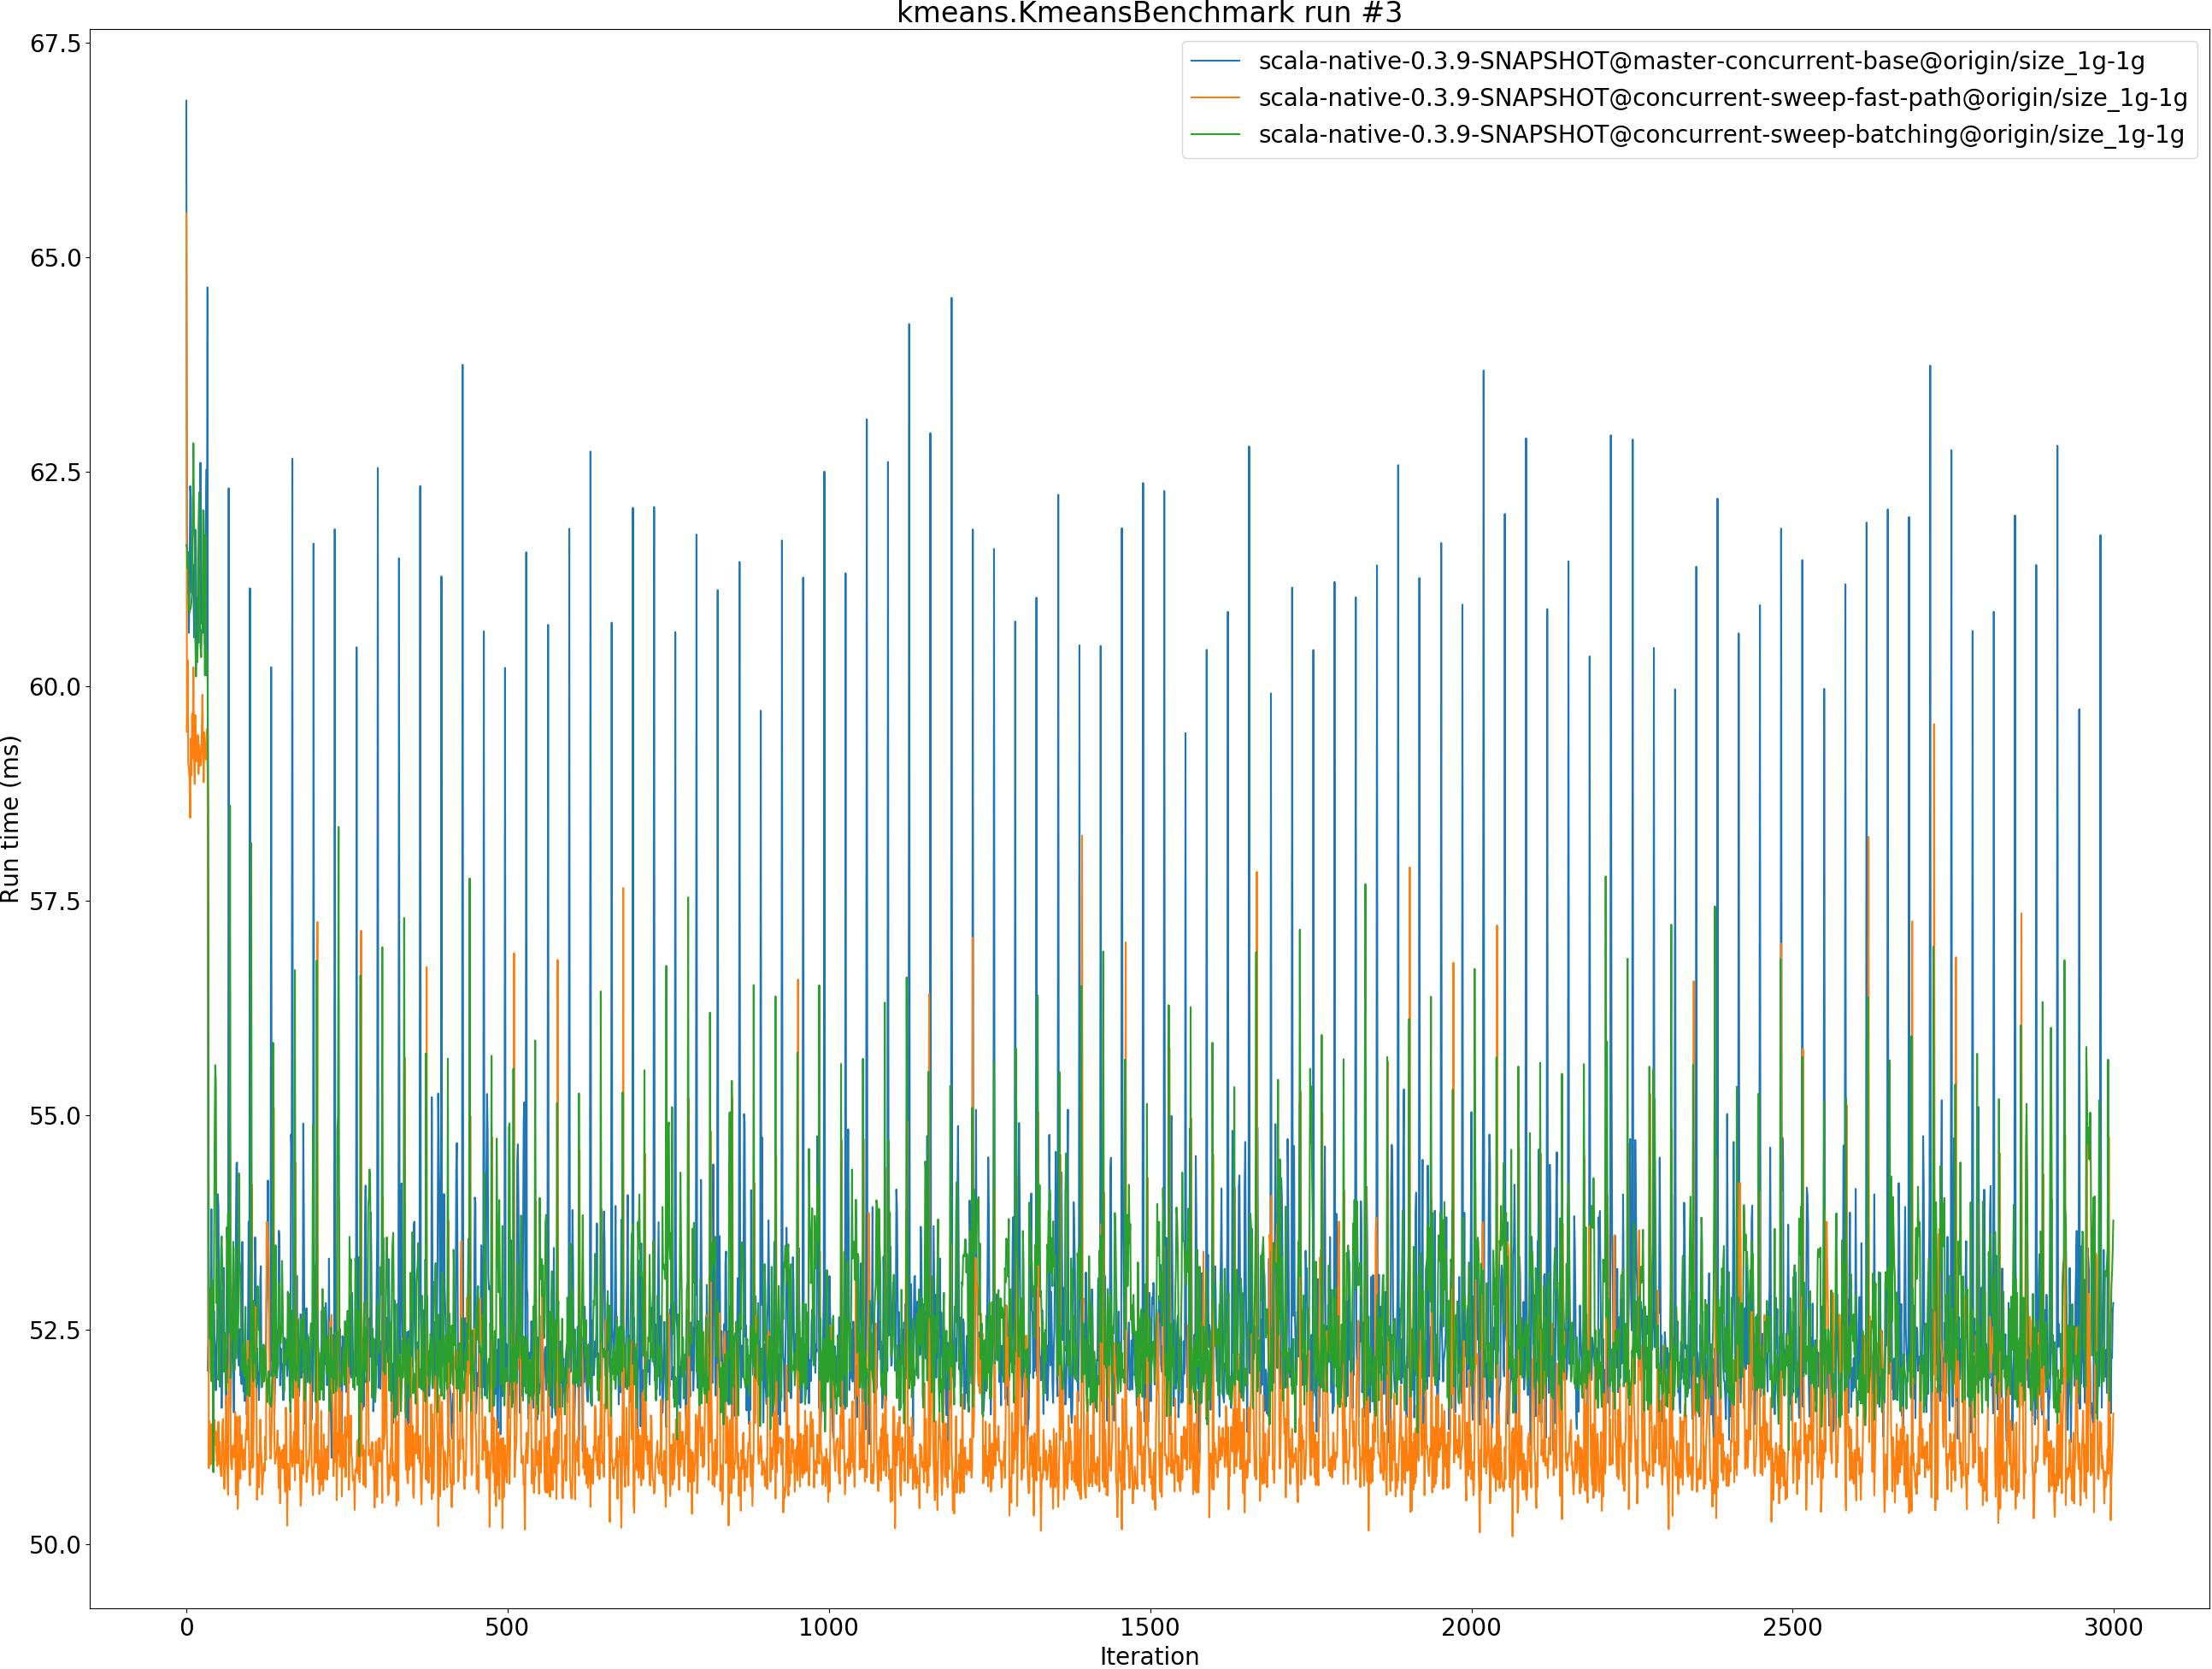 kmeans.KmeansBenchmark run #3
scala-native-0.3.9-SNAPSHOT@master-concurrent-base@origin/size_1g-1g
scala-native-0.3.9-SNAPSHOT@concurrent-sweep-fast-path@origin/size_1g-1g
scala-native-0.3.9-SNAPSHOT@concurrent-sweep-batching@origin/size_1g-1g
Run time (ms)
67.5
65.0
62.5
60.0
57.5
55.0
52.5
50.0
0 500 1000 1500 2000 2500 3000
Iteration